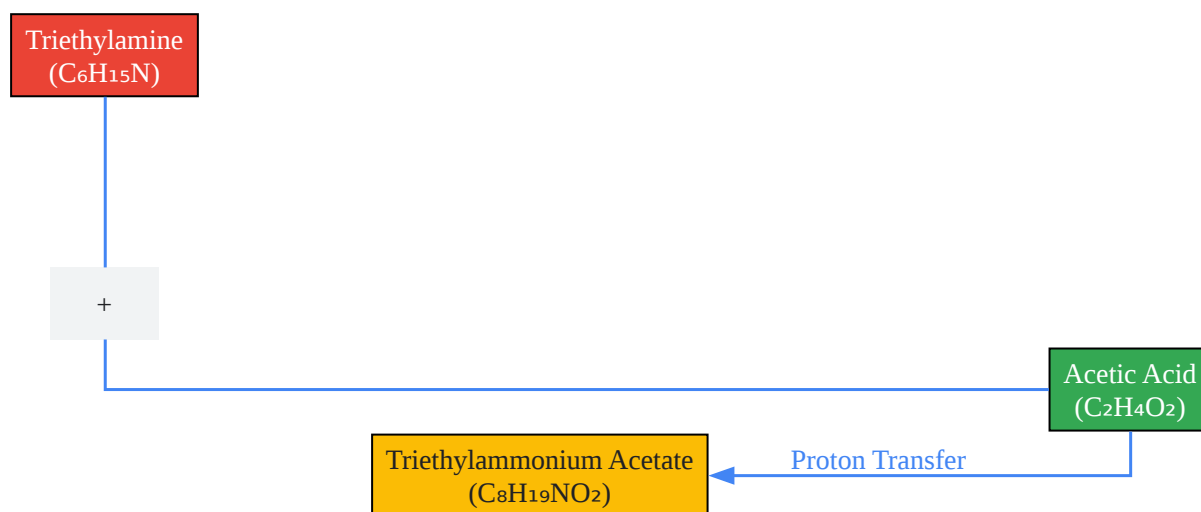 Triethylamine
(C₆H₁₅N)
+
Acetic Acid
(C₂H₄O₂)
Triethylammonium Acetate
(C₈H₁₉NO₂)
Proton Transfer